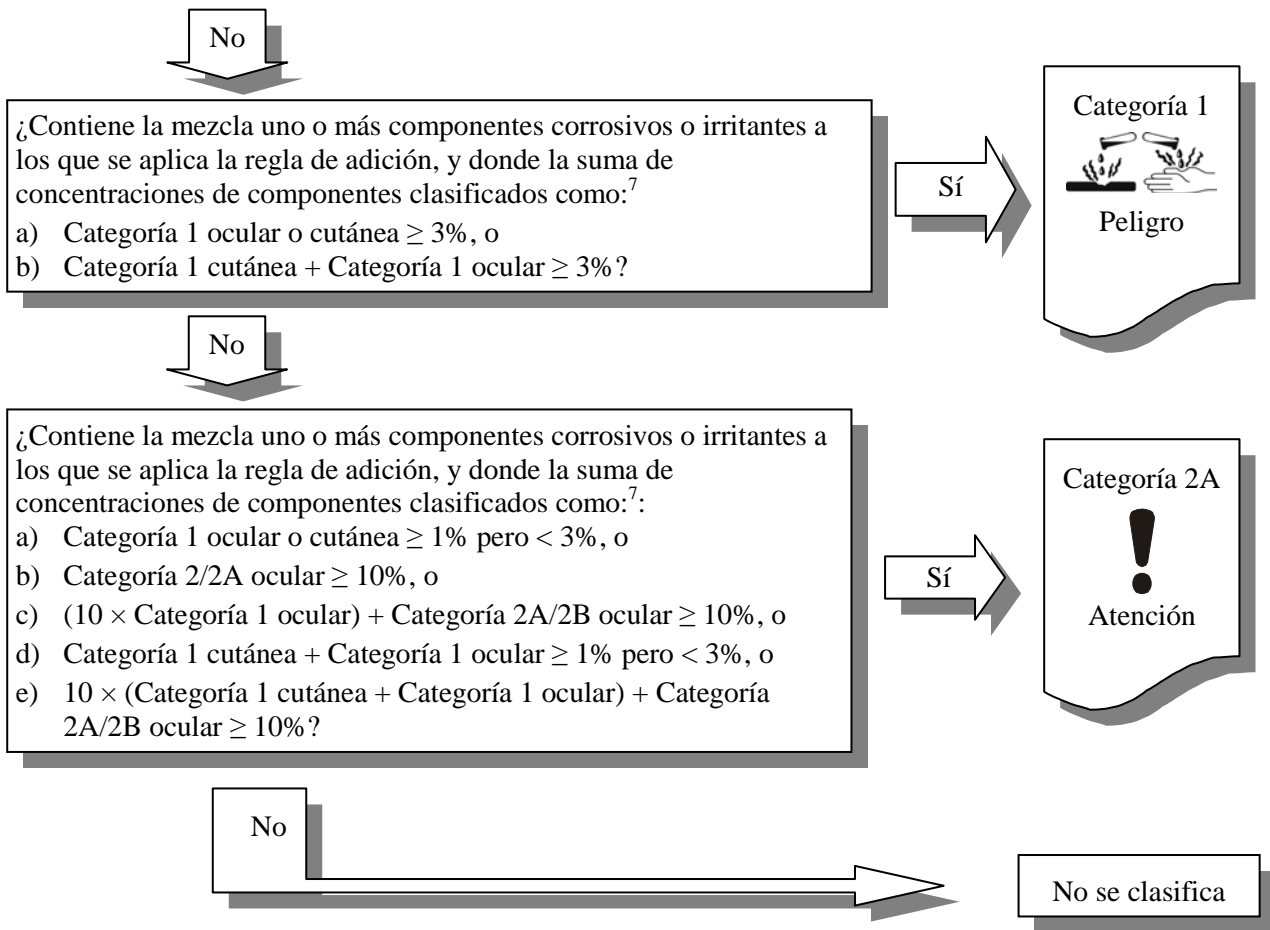 No
¿Contiene la mezcla uno o más componentes corrosivos o irritantes a
los que se aplica la regla de adición, y donde la suma de
concentraciones de componentes clasificados como:7
a) Categoría 1 ocular o cutánea ≥ 3%, o
b) Categoría 1 cutánea + Categoría 1 ocular ≥ 3%?
Sí
Categoría 1
Peligro
No
¿Contiene la mezcla uno o más componentes corrosivos o irritantes a
los que se aplica la regla de adición, y donde la suma de
concentraciones de componentes clasificados como:7:
a) Categoría 1 ocular o cutánea ≥ 1% pero < 3%, o
b) Categoría 2/2A ocular ≥ 10%, o
c) (10 × Categoría 1 ocular) + Categoría 2A/2B ocular ≥ 10%, o
d) Categoría 1 cutánea + Categoría 1 ocular ≥ 1% pero < 3%, o
e) 10 × (Categoría 1 cutánea + Categoría 1 ocular) + Categoría
2A/2B ocular ≥ 10%?
Sí
Categoría 2A
Atención
No
No se clasifica